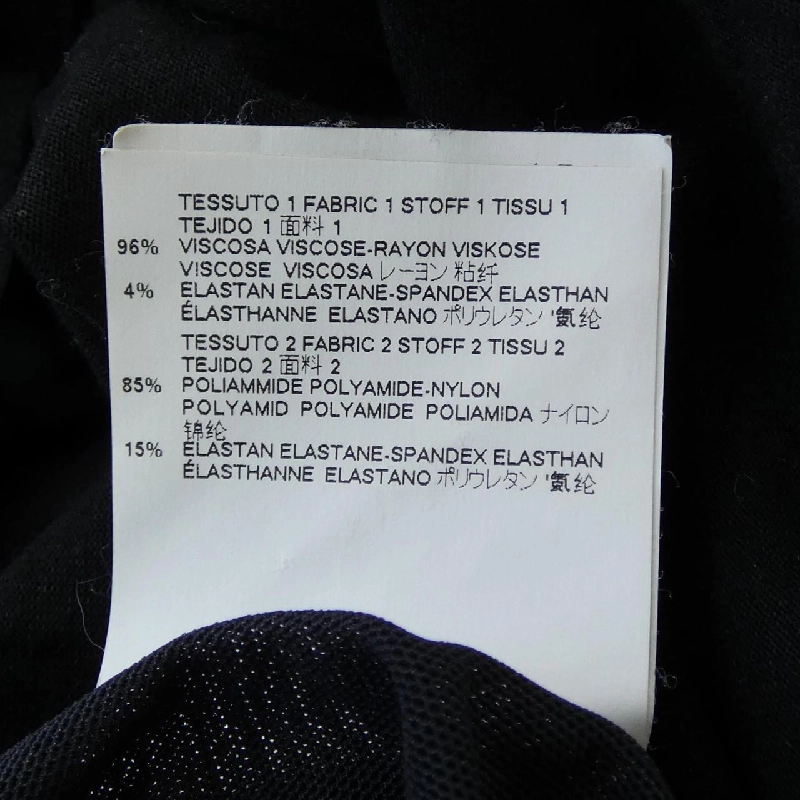 TESSUTO 1 FABRIC 1 STOFF 1 TISSU 1
TEJIDO 1 面料 1
96% VISCOSA VISCOSE-RAYON VISKOSE
VISCOSE VISCOSA レーヨン 粘纤
4% ELASTAN ELASTANE-SPANDEX ELASTHAN
ÉLASTHANNE ELASTANO ポリウレタン '氨纶
TESSUTO 2 FABRIC 2 STOFF 2 TISSU 2
TEJIDO 2 面料 2
85% POLIAMMIDE POLYAMIDE-NYLON
POLYAMID POLYAMIDE POLIAMIDA ナイロン
锦纶
15% ELASTAN ELASTANE-SPANDEX ELASTHAN
ÉLASTHANNE ELASTANO ポリウレタン '氨纶